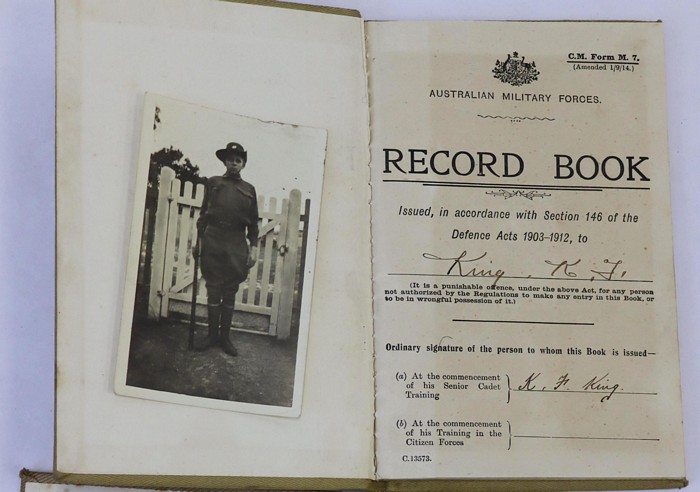 C.M. Form M. 7.
(Amended 1/9/14.)
AUSTRALIAN MILITARY FORCES.
RECORD BOOK
Issued, in accordance with Section 146 of the
Defence Acts 1903-1912, to
King, K. F.
(It is a punishable offence, under the above Act, for any person
not authorized by the Regulations to make any entry in this Book, or
to be in wrongful possession of it.)
Ordinary signature of the person to whom this Book is issued—
(a) At the commencement
of his Senior Cadet
Training
K. F. King.
(b) At the commencement
of his Training in the
Citizen Forces
C.13573.